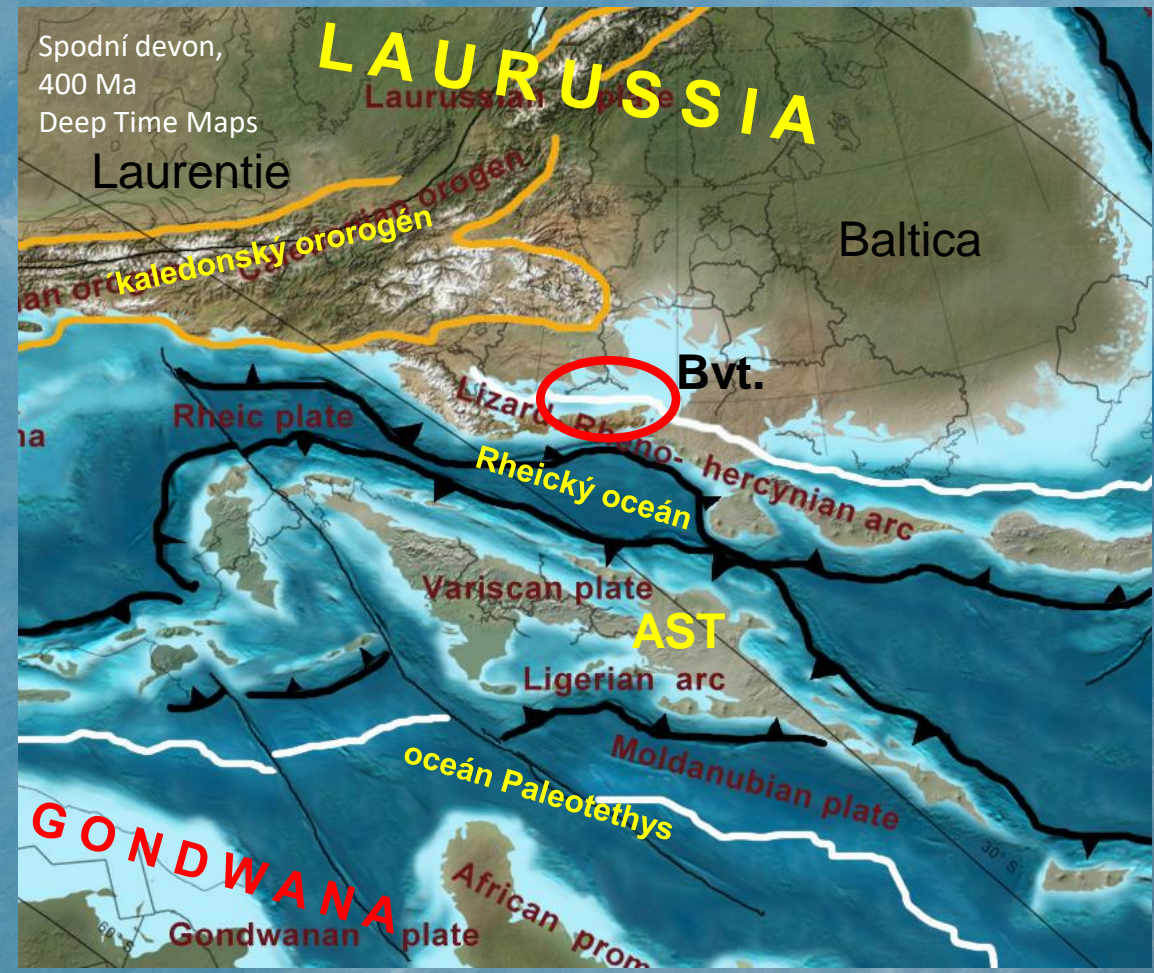 Spodní devon,
400 Ma
Deep Time Maps
LAURUSSIA
Laurussian plate
Laurentie
Baltica
kaledonský ororogén
orogen
Bvt.
Rheic plate
Lizard Rheno- hercynian arc
Rheický oceán
Variscan plate
AST
Ligerian arc
oceán Paleotethys
Moldanubian plate
30° S
GONDWANA
African prom
Gondwanan plate
60° S